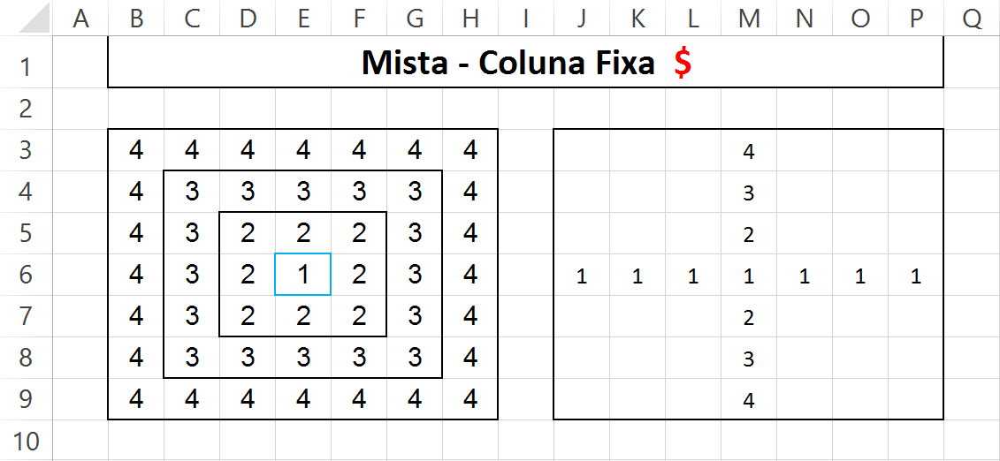 A B C D E F G H I J K L M N O P Q
1 Mista - Coluna Fixa $
2
3 4 4 4 4 4 4 4 4
4 4 3 3 3 3 3 4 3
5 4 3 2 2 2 3 4 2
6 4 3 2 1 2 3 4 1 1 1 1 1 1 1
7 4 3 2 2 2 3 4 2
8 4 3 3 3 3 3 4 3
9 4 4 4 4 4 4 4 4
10